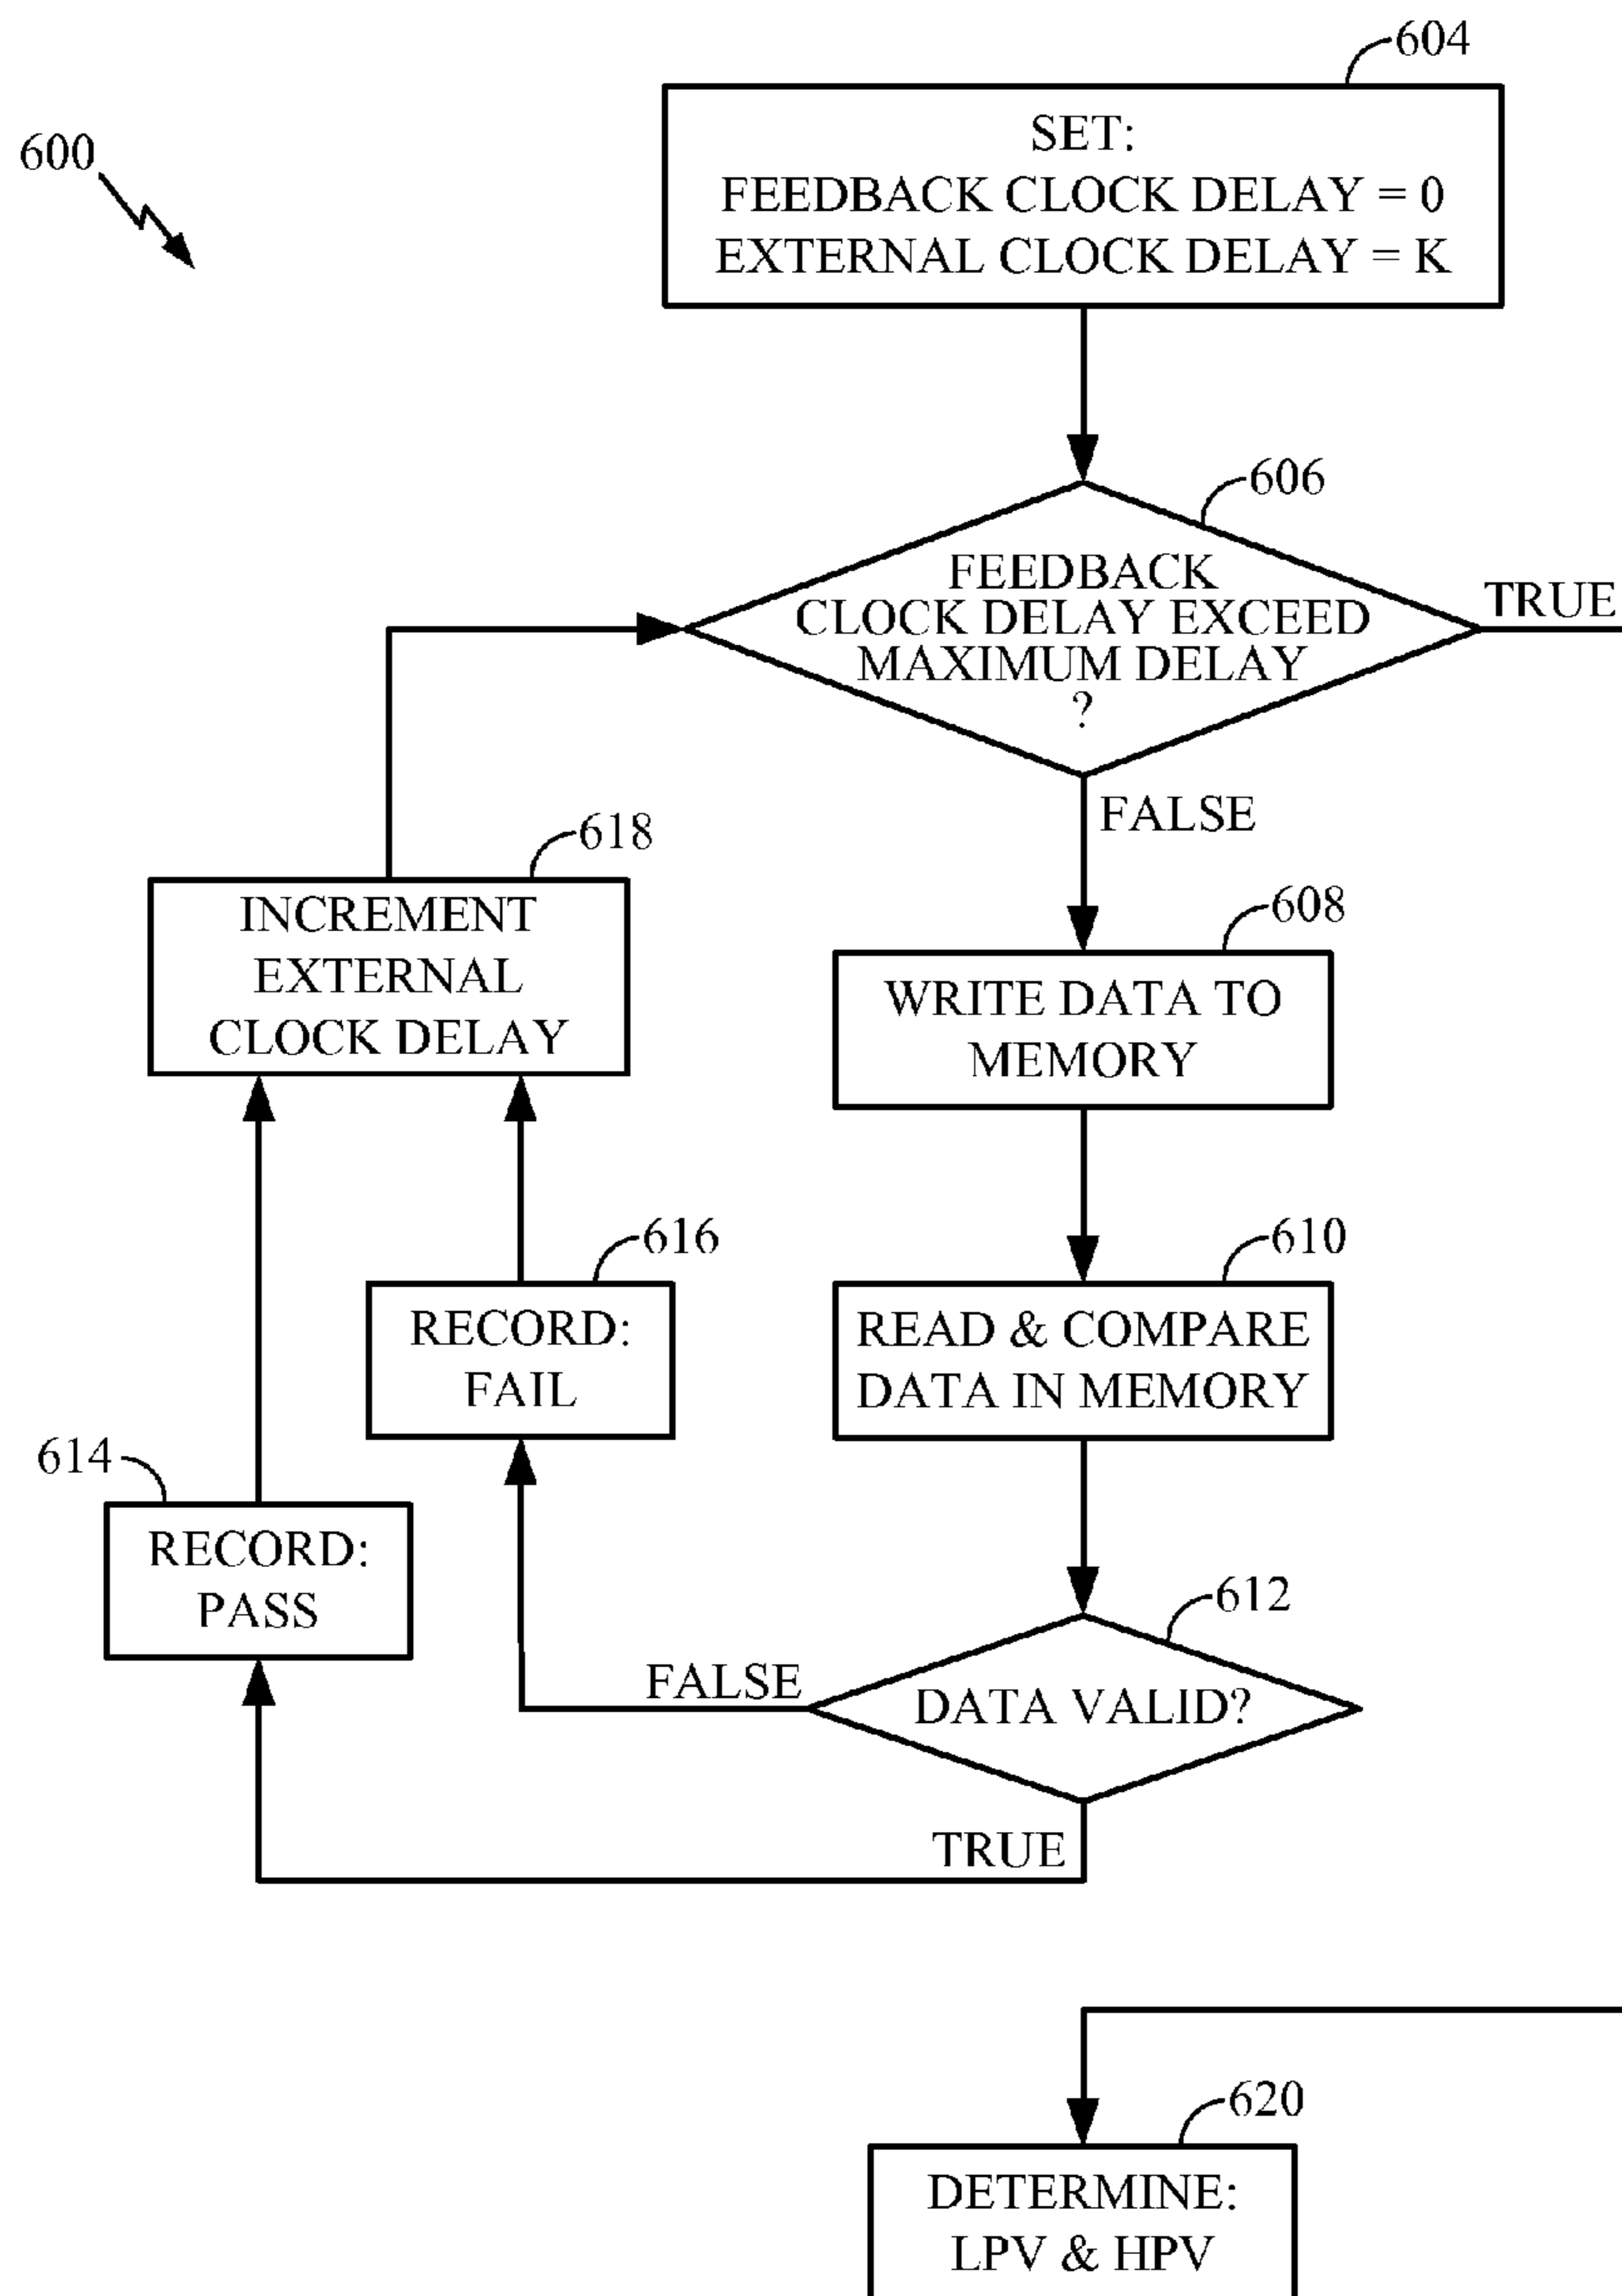 604
600
SET:
FEEDBACK CLOCK DELAY = 0
EXTERNAL CLOCK DELAY = K
606
FEEDBACK
CLOCK DELAY EXCEED
MAXIMUM DELAY
?
TRUE
FALSE
618
INCREMENT
EXTERNAL
CLOCK DELAY
608
WRITE DATA TO
MEMORY
616
RECORD:
FAIL
610
READ & COMPARE
DATA IN MEMORY
614
RECORD:
PASS
612
DATA VALID?
FALSE
TRUE
620
DETERMINE:
LPV & HPV